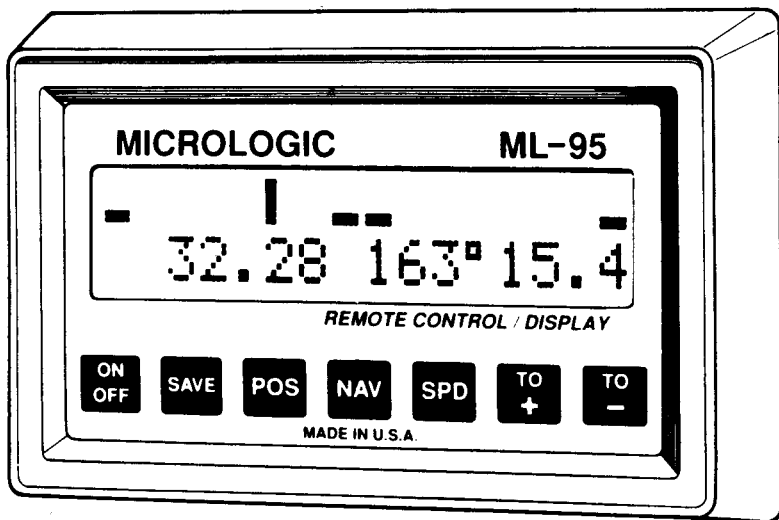 MICROLOGIC ML-95
32.28 163° 15.4
REMOTE CONTROL / DISPLAY
ON OFF SAVE POS NAV SPD TO + TO -
MADE IN U.S.A.